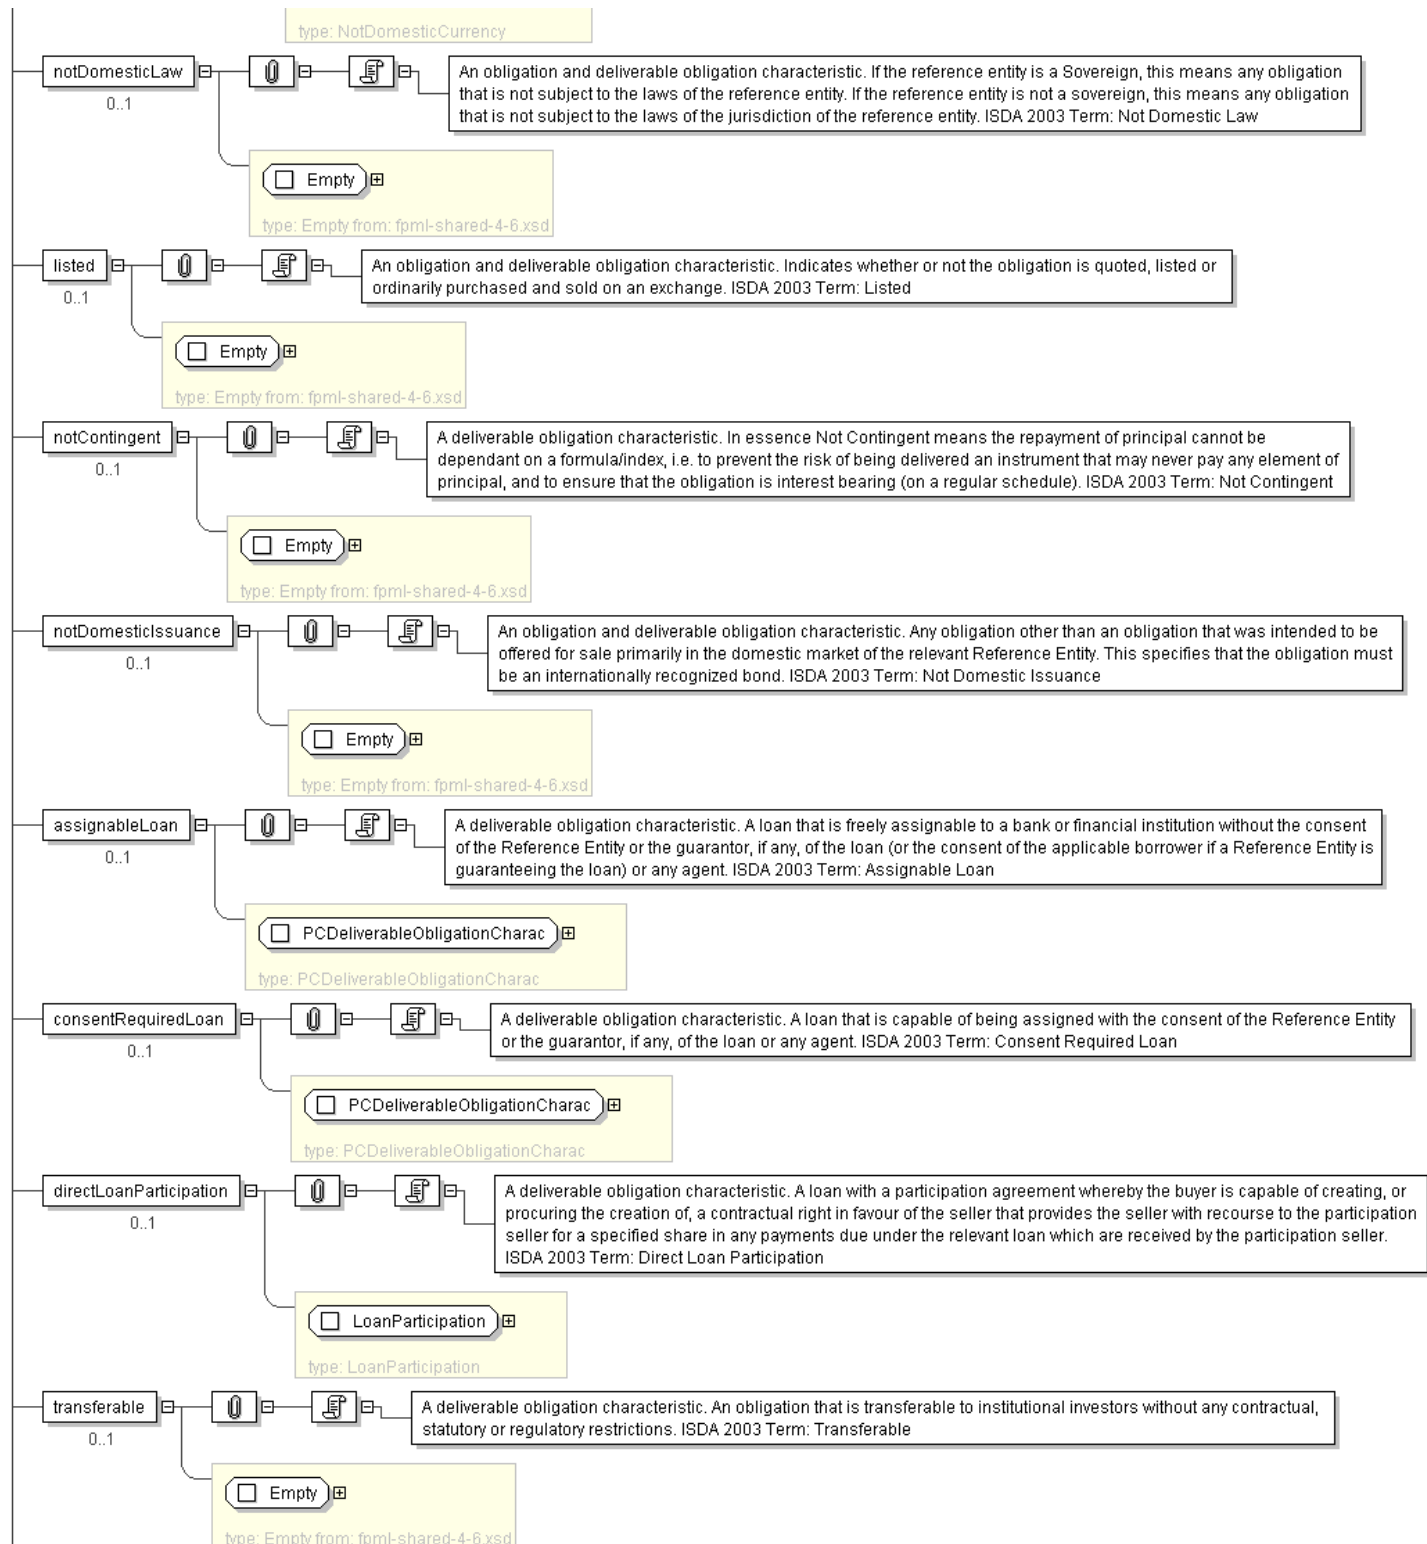 type: NotDomesticCurrency
notDomesticLaw
0..1
An obligation and deliverable obligation characteristic. If the reference entity is a Sovereign, this means any obligation
that is not subject to the laws of the reference entity. If the reference entity is not a sovereign, this means any obligation
that is not subject to the laws of the jurisdiction of the reference entity. ISDA 2003 Term: Not Domestic Law
Empty
type: Empty from: fpml-shared-4-6.xsd
listed
0..1
An obligation and deliverable obligation characteristic. Indicates whether or not the obligation is quoted, listed or
ordinarily purchased and sold on an exchange. ISDA 2003 Term: Listed
Empty
type: Empty from: fpml-shared-4-6.xsd
notContingent
0..1
A deliverable obligation characteristic. In essence Not Contingent means the repayment of principal cannot be
dependant on a formula/index, i.e. to prevent the risk of being delivered an instrument that may never pay any element of
principal, and to ensure that the obligation is interest bearing (on a regular schedule). ISDA 2003 Term: Not Contingent
Empty
type: Empty from: fpml-shared-4-6.xsd
notDomesticIssuance
0..1
An obligation and deliverable obligation characteristic. Any obligation other than an obligation that was intended to be
offered for sale primarily in the domestic market of the relevant Reference Entity. This specifies that the obligation must
be an internationally recognized bond. ISDA 2003 Term: Not Domestic Issuance
Empty
type: Empty from: fpml-shared-4-6.xsd
assignableLoan
0..1
A deliverable obligation characteristic. A loan that is freely assignable to a bank or financial institution without the consent
of the Reference Entity or the guarantor, if any, of the loan (or the consent of the applicable borrower if a Reference Entity is
guaranteeing the loan) or any agent. ISDA 2003 Term: Assignable Loan
PCDeliverableObligationCharac
type: PCDeliverableObligationCharac
consentRequiredLoan
0..1
A deliverable obligation characteristic. A loan that is capable of being assigned with the consent of the Reference Entity
or the guarantor, if any, of the loan or any agent. ISDA 2003 Term: Consent Required Loan
PCDeliverableObligationCharac
type: PCDeliverableObligationCharac
directLoanParticipation
0..1
A deliverable obligation characteristic. A loan with a participation agreement whereby the buyer is capable of creating, or
procuring the creation of, a contractual right in favour of the seller that provides the seller with recourse to the participation
seller for a specified share in any payments due under the relevant loan which are received by the participation seller.
ISDA 2003 Term: Direct Loan Participation
LoanParticipation
type: LoanParticipation
transferable
0..1
A deliverable obligation characteristic. An obligation that is transferable to institutional investors without any contractual,
statutory or regulatory restrictions. ISDA 2003 Term: Transferable
Empty
type: Empty from: fpml-shared-4-6.xsd